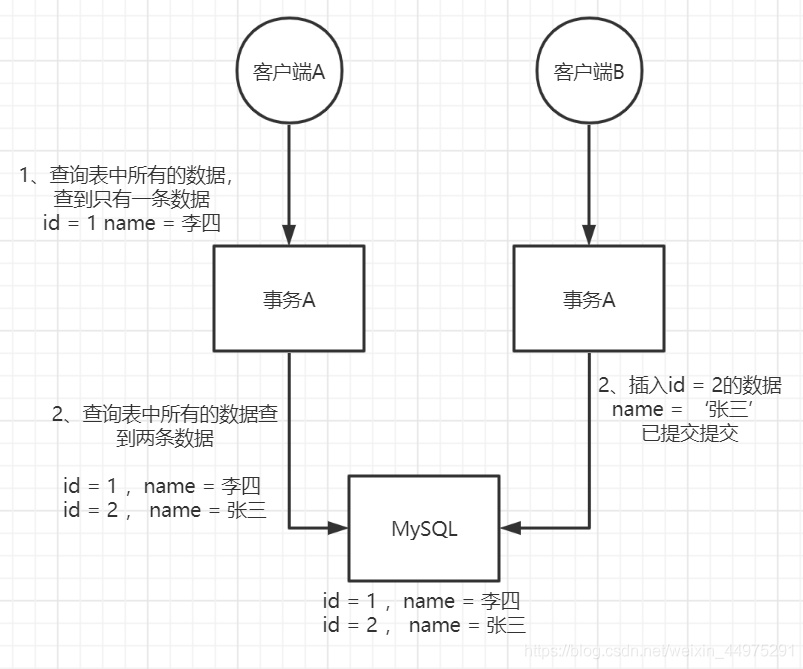 客户端A
客户端B
1、查询表中所有的数据，
查到只有一条数据
id = 1 name = 李四
事务A
事务A
2、查询表中所有的数据查
到两条数据
id = 1 ，name = 李四
id = 2 ， name = 张三
2、插入id = 2的数据
name = ‘张三’
已提交提交
MySQL
id = 1 ，name = 李四
id = 2 ， name = 张三
https://blog.csdn.net/weixin_44975291